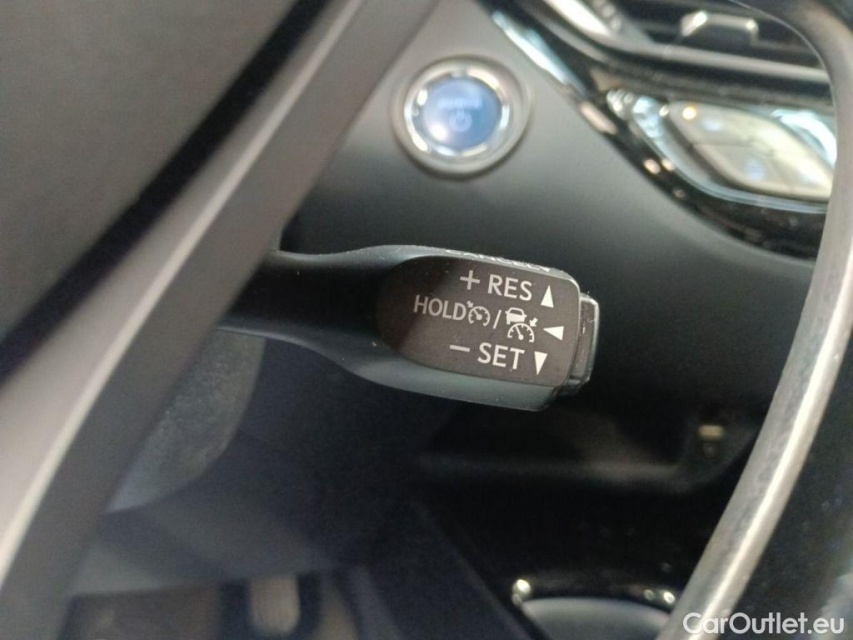 + RES ▲
HOLD / ◀
− SET ▼
CarOutlet.eu